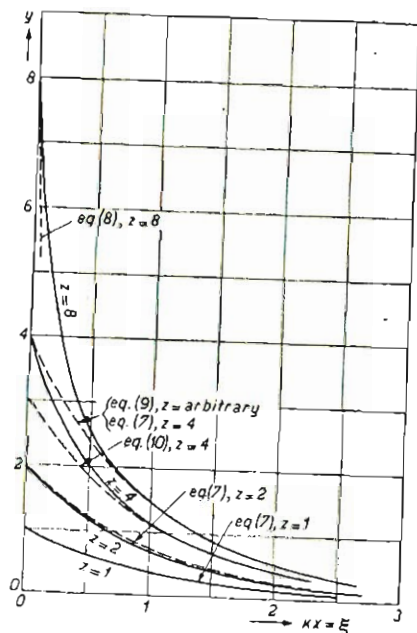 y
8
6
eq.(8), z=8
z=8
4
(eq.(9), z=arbitrary
eq.(7), z=4
eq.(10), z=4
2
z=4
eq(7), z=2
eq(7), z=1
z=2
z=1
0
0
1
2
3
κx=ξ